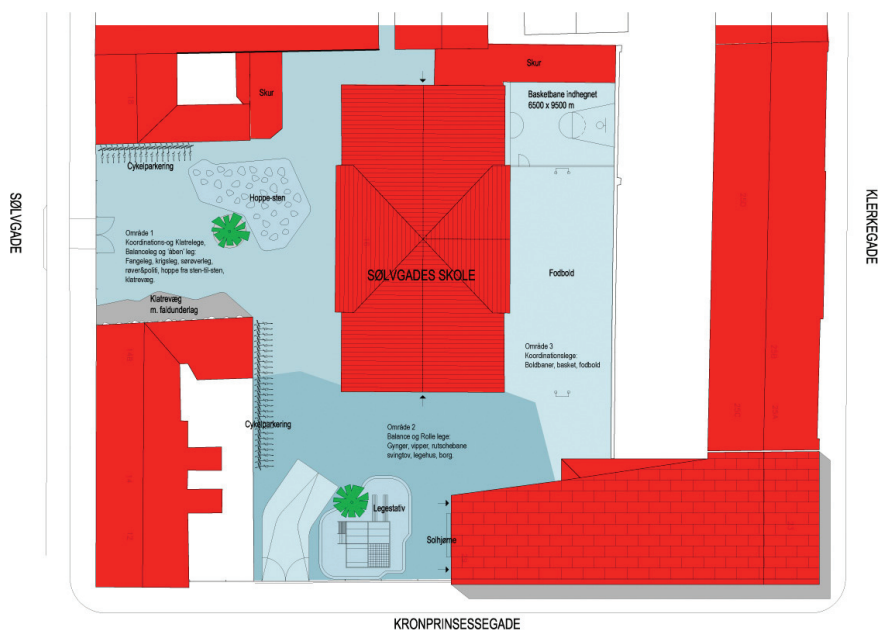 Skur
Skur
Basketbane indhegnet
6500 x 9500 m
Cykelparkering
Hoppe-sten
SØLVGADE
KLERKEGADE
Område 1
Koordinations-og Klatrelege,
Balanceleg og 'åben' leg:
Fangeleg, krigsleg, sørøverleg,
røver&politi, hoppe fra sten-til-sten,
klatrevæg.
SØLVGADES SKOLE
Fodbold
Klatrevæg
m. faldunderlag
Område 3
Koordinationslege:
Boldbaner, basket, fodbold
Cykelparkering
Område 2
Balance og Rolle lege:
Gynger, vipper, rutschebane
svingtov, legehus, borg.
Legestativ
Solhjørne
KRONPRINSESSEGADE